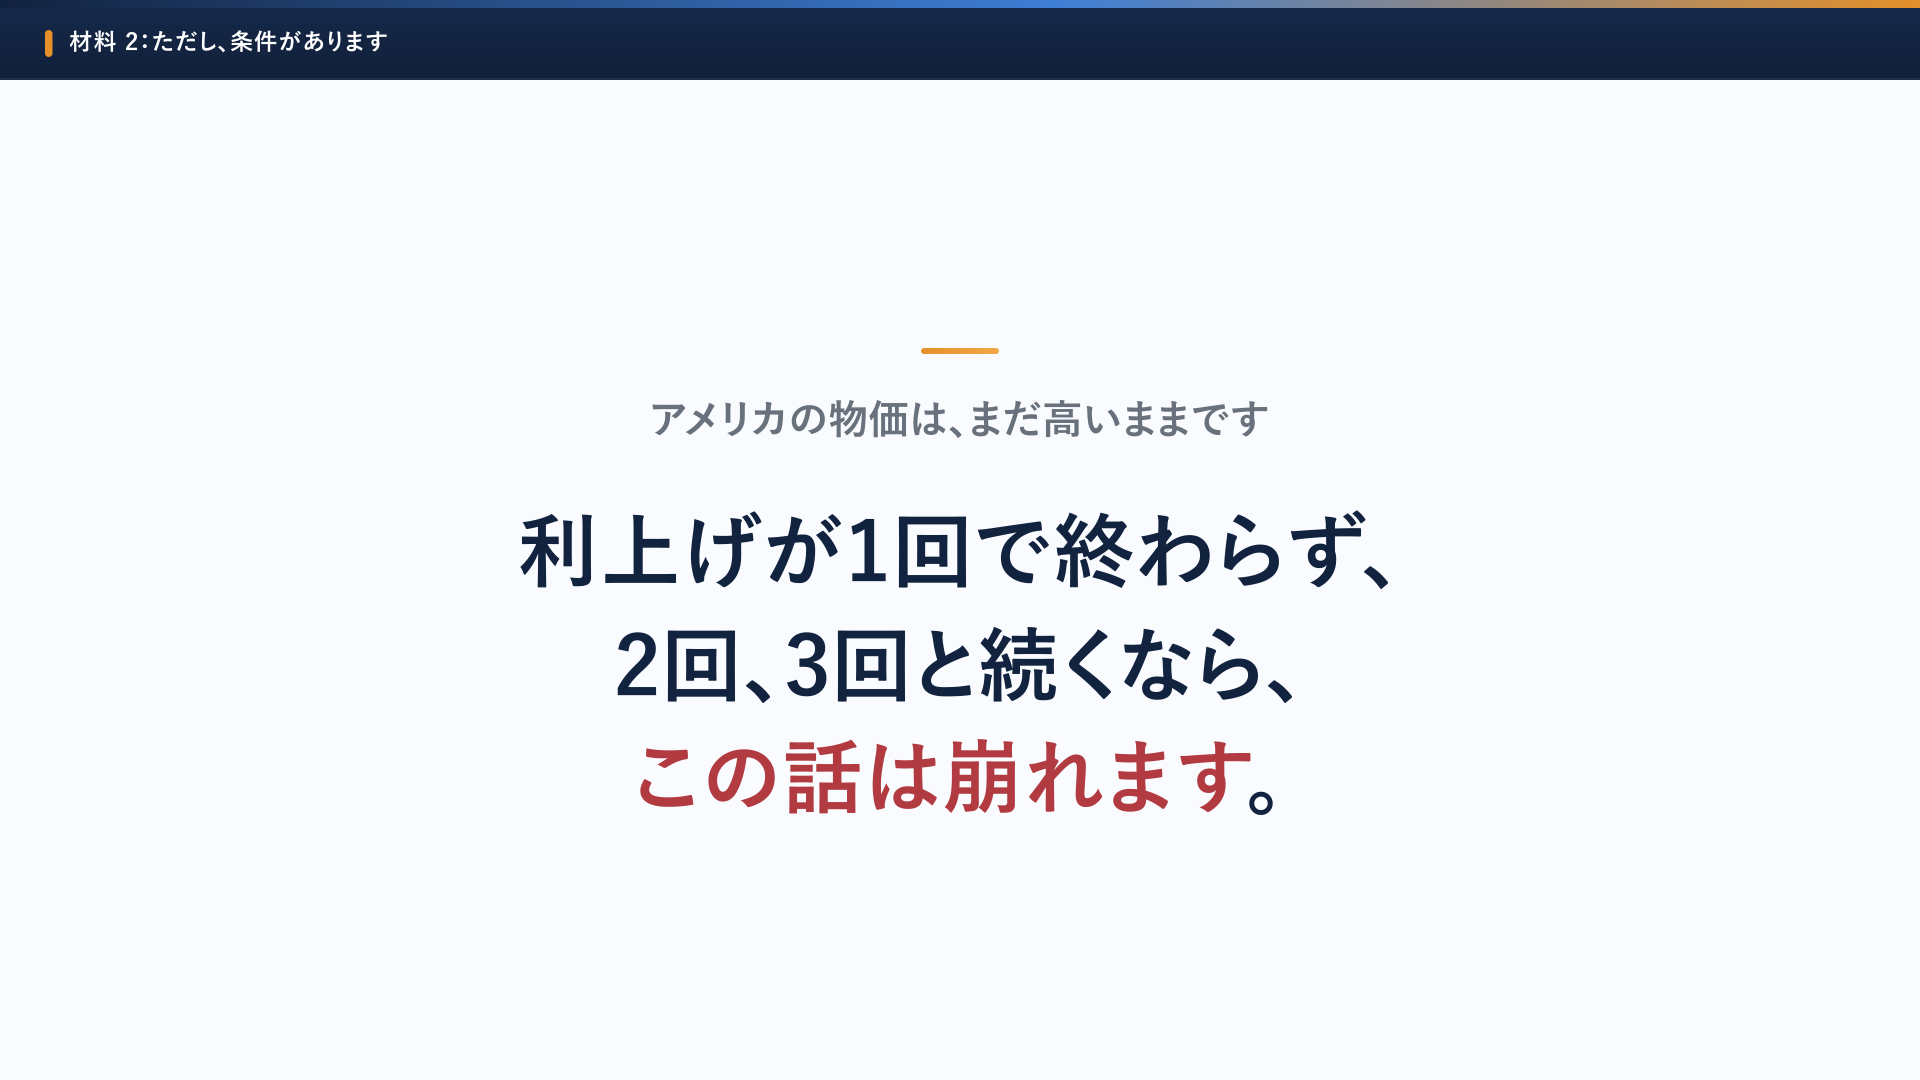 材料 2：ただし、条件があります
アメリカの物価は、まだ高いままです
利上げが1回で終わらず、
2回、3回と続くなら、
この話は崩れます。